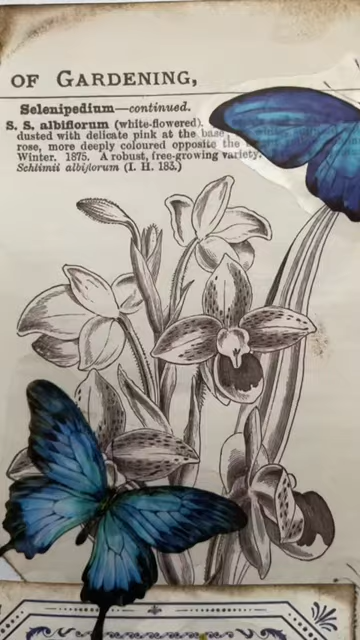 OF GARDENING,
Selenipedium—continued.
S. S. albiflorum (white-flowered).
dusted with delicate pink at the base
rose, more deeply coloured opposite the
Winter. 1875. A robust, free-growing variety.
Schlimii albiflorum (I. H. 183.)